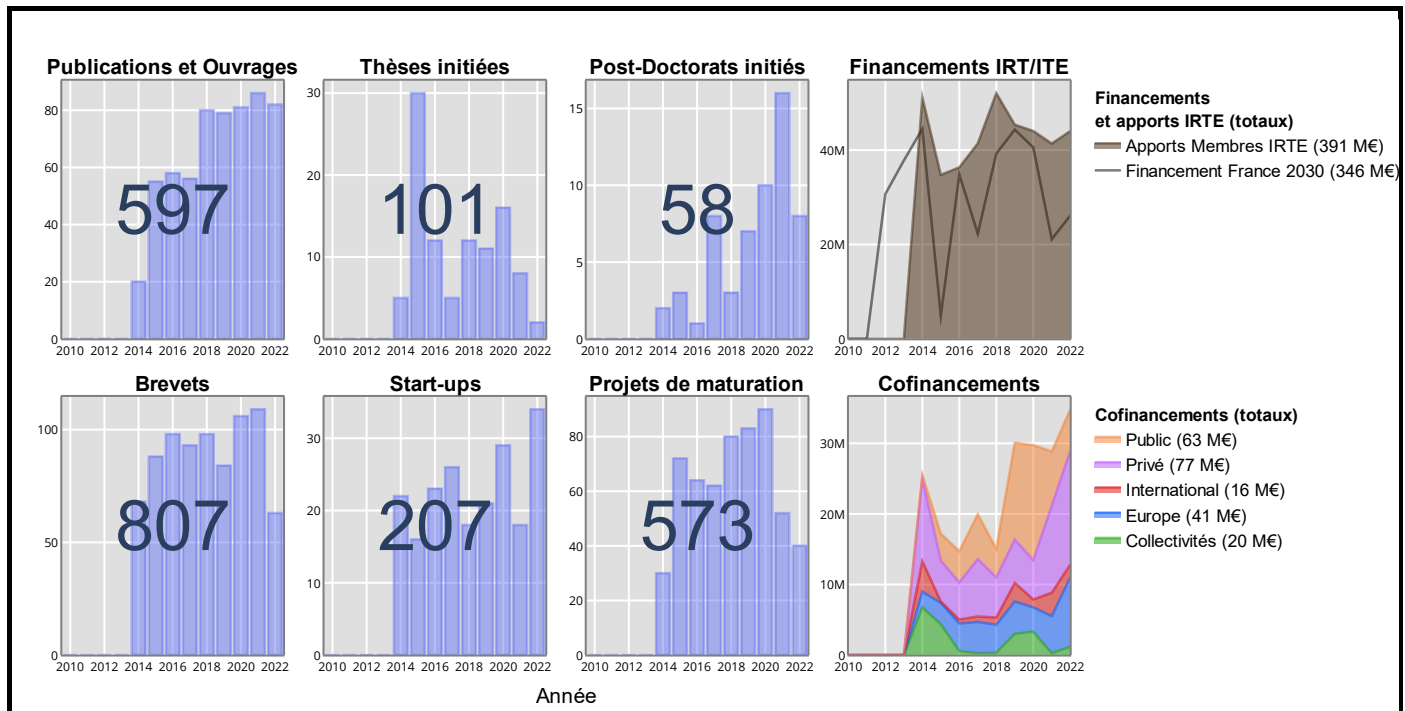 Publications et Ouvrages
80
60
40
20
0
597
2010 2012 2014 2016 2018 2020 2022
Thèses initiées
30
20
10
0
101
2010 2012 2014 2016 2018 2020 2022
Post-Doctorats initiés
15
10
5
0
58
2010 2012 2014 2016 2018 2020 2022
Financements IRT/ITE
40M
20M
0
2010 2012 2014 2016 2018 2020 2022
Financements
et apports IRTE (totaux)
Apports Membres IRTE (391 M€)
Financement France 2030 (346 M€)
Brevets
100
50
0
807
2010 2012 2014 2016 2018 2020 2022
Start-ups
30
20
10
0
207
2010 2012 2014 2016 2018 2020 2022
Projets de maturation
80
60
40
20
0
573
2010 2012 2014 2016 2018 2020 2022
Cofinancements
30M
20M
10M
0
2010 2012 2014 2016 2018 2020 2022
Cofinancements (totaux)
Public (63 M€)
Privé (77 M€)
International (16 M€)
Europe (41 M€)
Collectivités (20 M€)
Année